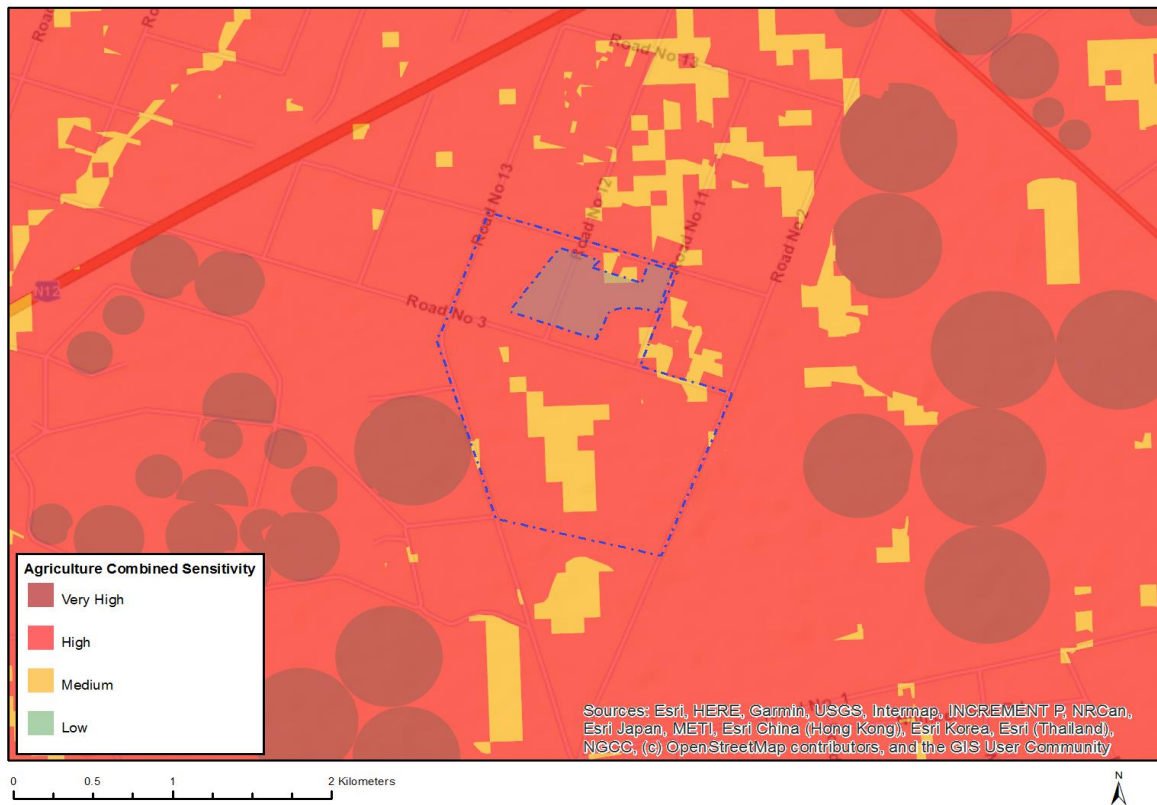 Road No 13
Road No 13
Road No 12
Road No 11
Road No 2
N12
Road No 3
Agriculture Combined Sensitivity
Very High
High
Medium
Low
Sources: Esri, HERE, Garmin, USGS, Intermap, INCREMENT P, NRCan,
Esri Japan, METI, Esri China (Hong Kong), Esri Korea, Esri (Thailand),
NGCC, (c) OpenStreetMap contributors, and the GIS User Community
0 0.5 1 2 Kilometers
N